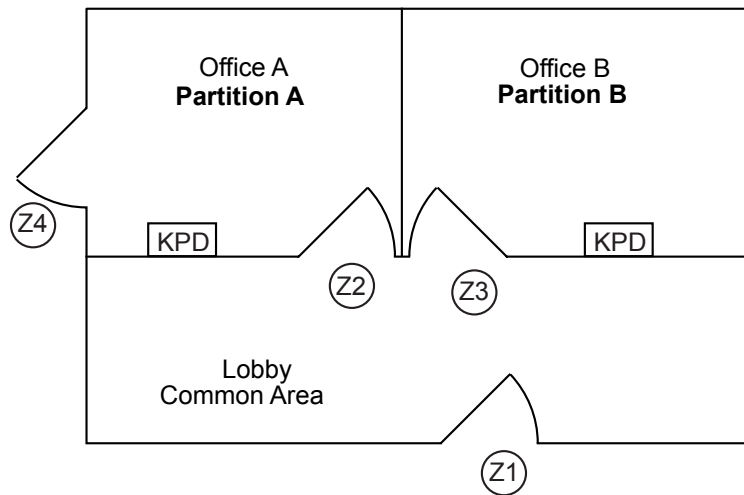 Office A
Partition A
Office B
Partition B
Z4
KPD
KPD
Z2
Z3
Lobby
Common Area
Z1